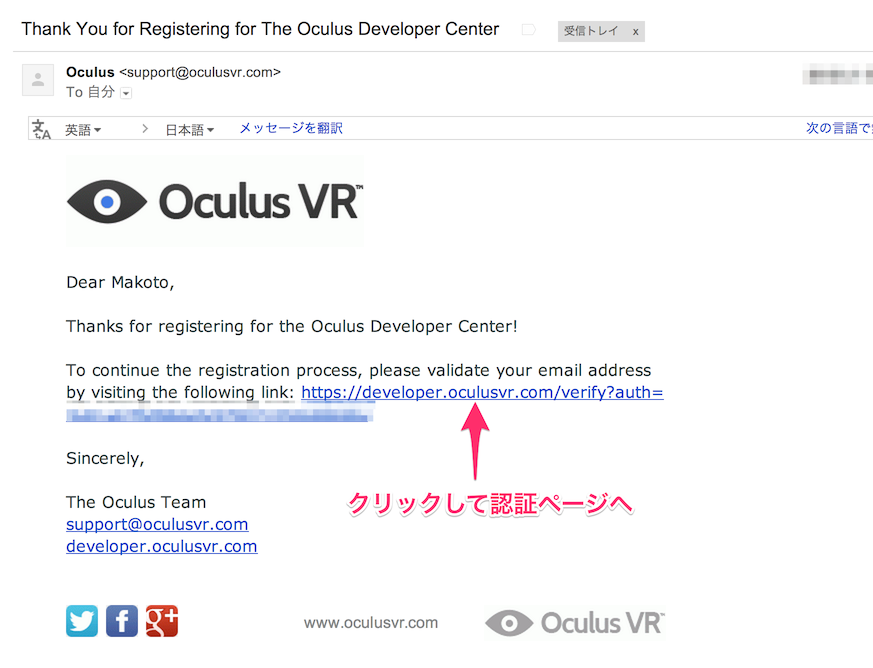 Thank You for Registering for The Oculus Developer Center
受信トレイ x
Oculus <support@oculusvr.com>
To 自分
英語 > 日本語 メッセージを翻訳 次の言語で
Oculus VR™
Dear Makoto,
Thanks for registering for the Oculus Developer Center!
To continue the registration process, please validate your email address
by visiting the following link: https://developer.oculusvr.com/verify?auth=
Sincerely,
クリックして認証ページへ
The Oculus Team
support@oculusvr.com
developer.oculusvr.com
www.oculusvr.com Oculus VR™